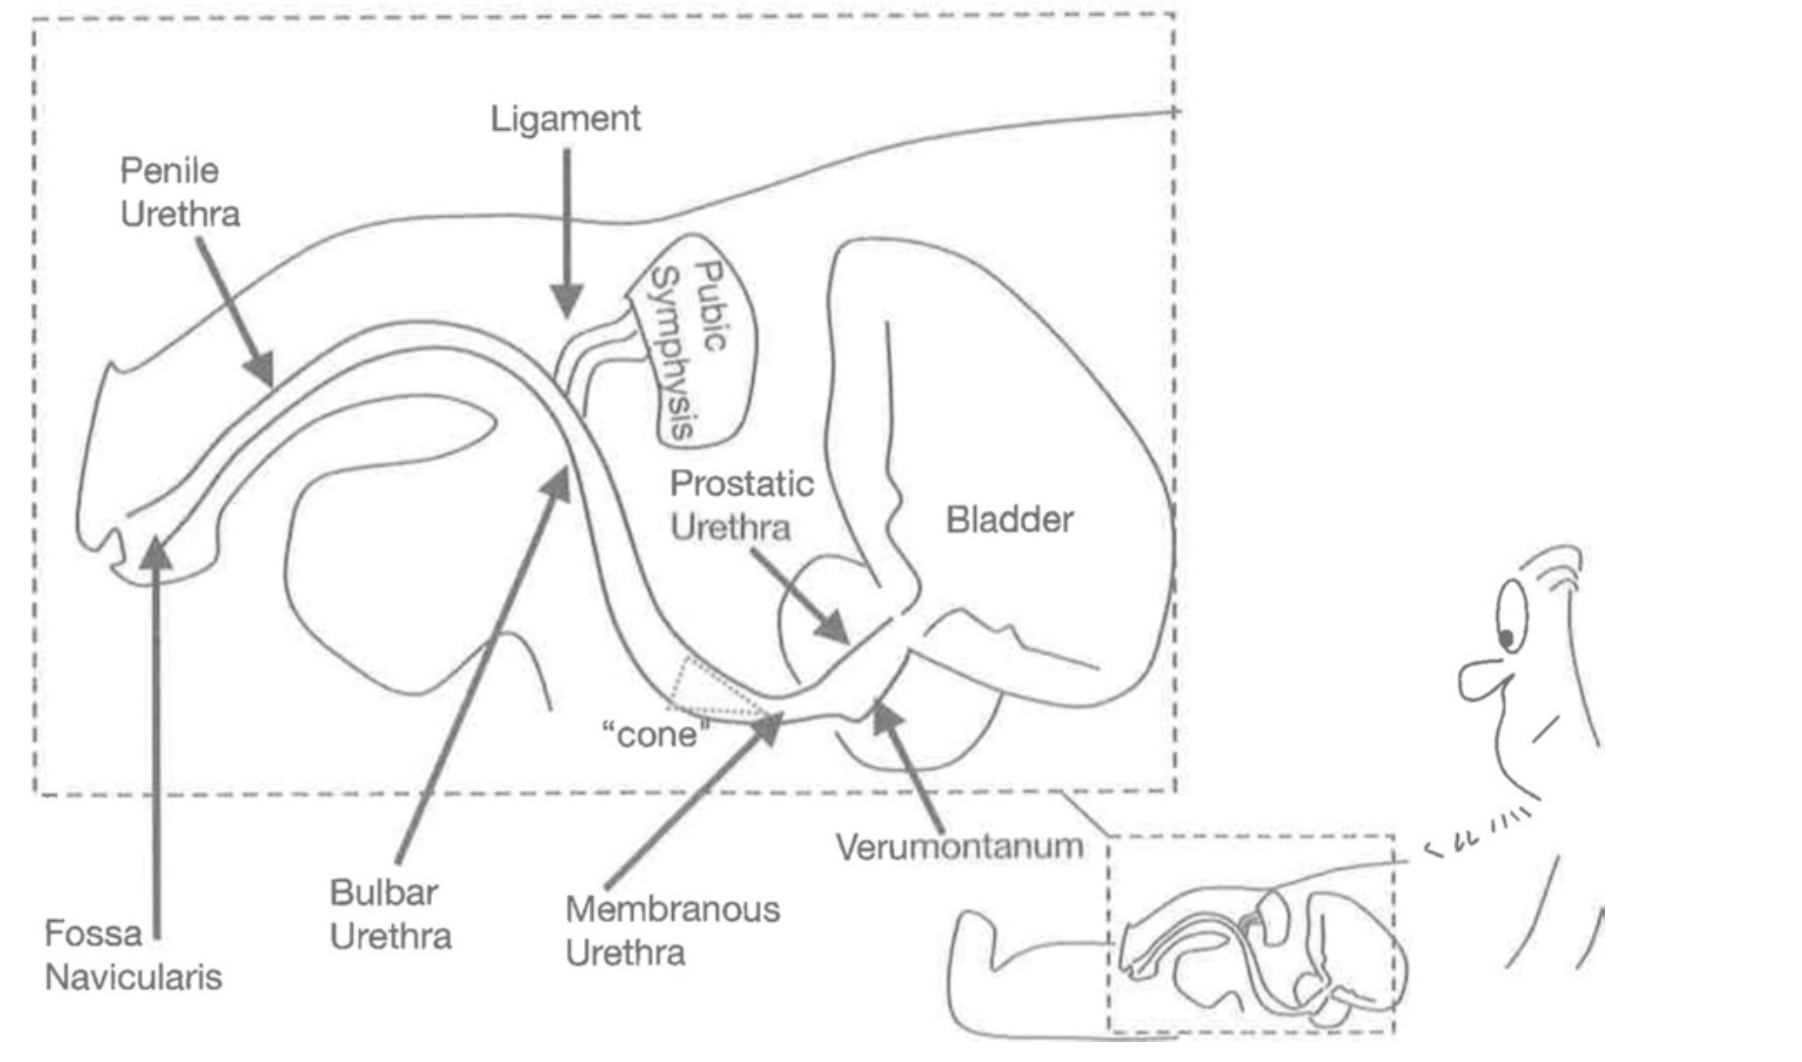 Ligament
Penile
Urethra
Pubic
Symphysis
Prostatic
Urethra
Bladder
“cone”
Verumontanum
Bulbar
Urethra
Membranous
Urethra
Fossa
Navicularis